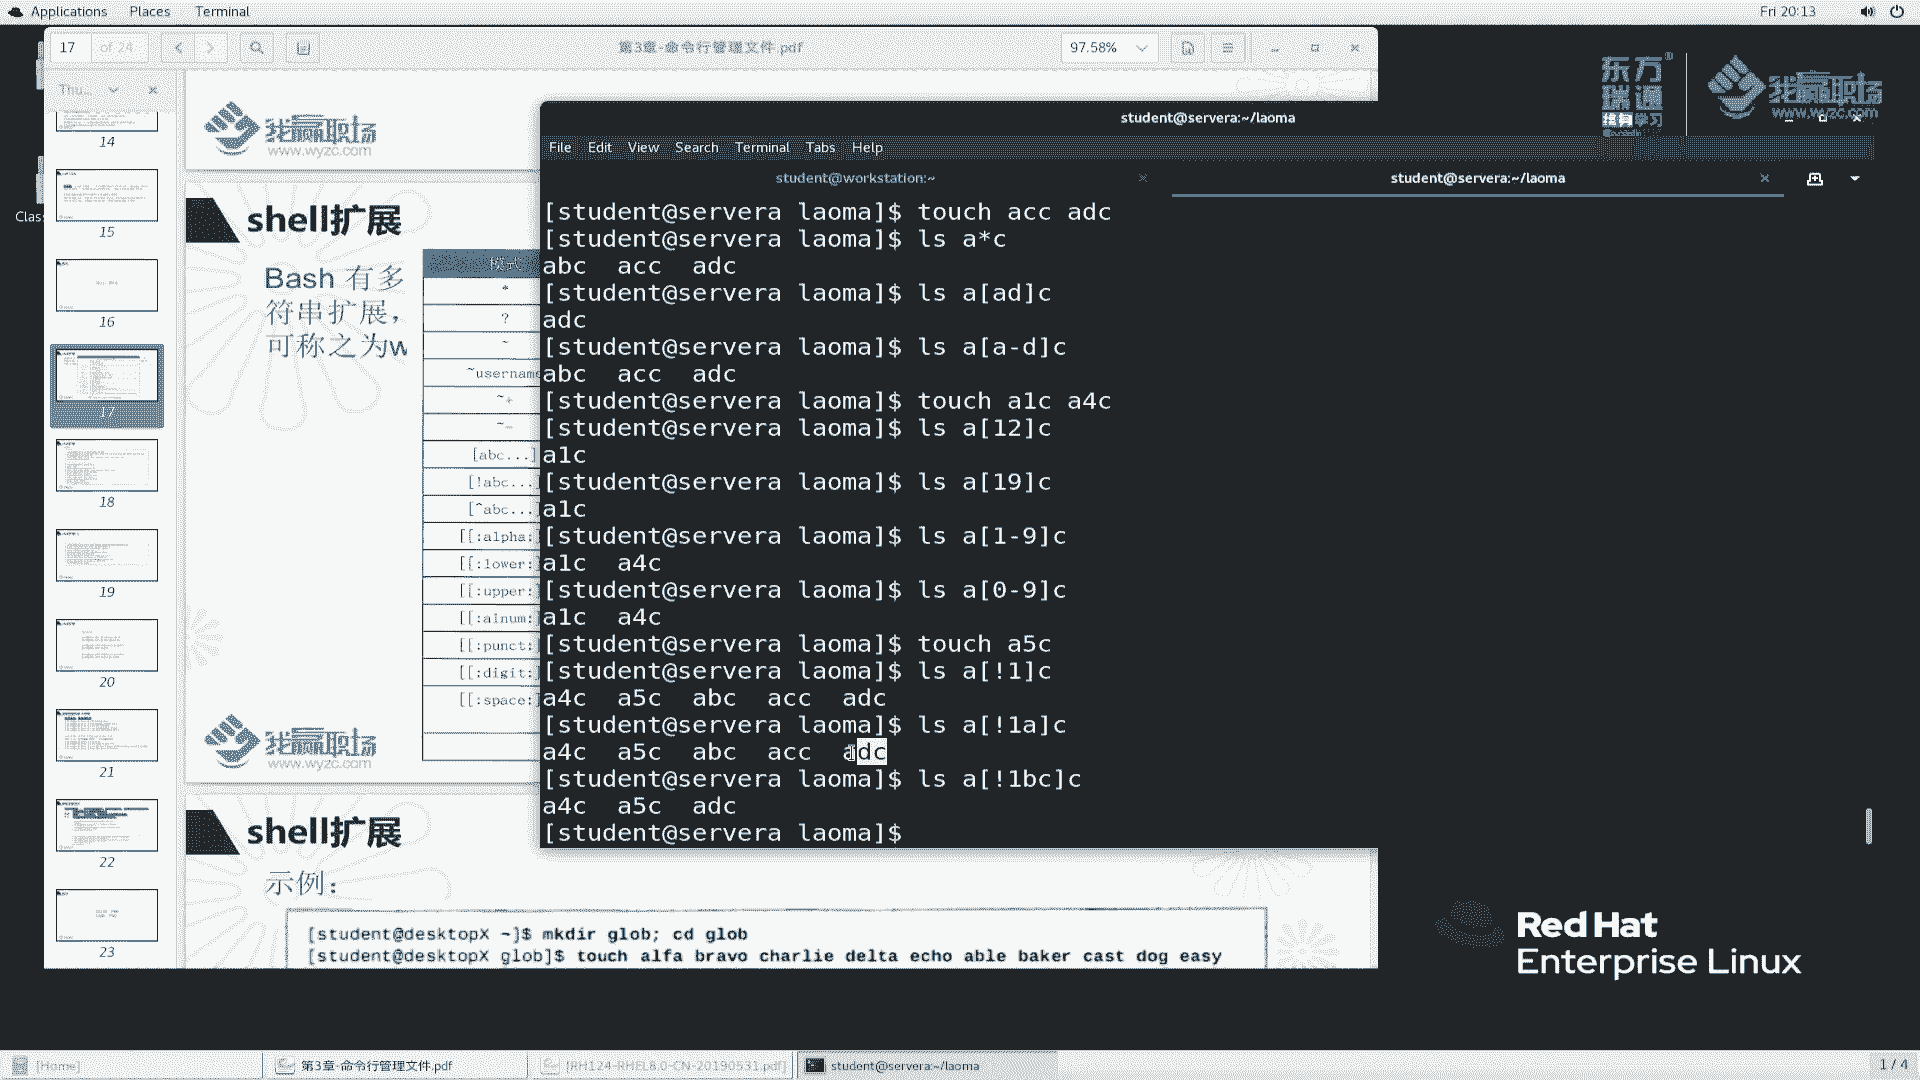 Applications Places Terminal
Fri 20:13
17 of 24
第3章-命令行管理文件.pdf
97.58%
Thu...
14
15
16
17
18
19
20
21
22
23
Class
我赢职场
www.wyzc.com
shell扩展
Bash 有多
符串扩展，
可称之为w
模式
*
?
~
~username
~+
~-
[abc...]
[!abc...
[^abc...]
[[:alpha:
[[:lower:
[[:upper:
[[:alnum:
[[:punct:
[[:digit:
[[:space:
我赢职场
www.wyzc.com
shell扩展
示例：
[student@desktopX ~]$ mkdir glob; cd glob
[student@desktopX glob]$ touch alfa bravo charlie delta echo able baker cast dog easy
student@servera:~/laoma
File Edit View Search Terminal Tabs Help
student@workstation:~
student@servera:~/laoma
[student@servera laoma]$ touch acc adc
[student@servera laoma]$ ls a*c
abc acc adc
[student@servera laoma]$ ls a[ad]c
adc
[student@servera laoma]$ ls a[a-d]c
abc acc adc
[student@servera laoma]$ touch a1c a4c
[student@servera laoma]$ ls a[12]c
a1c
[student@servera laoma]$ ls a[19]c
a1c
[student@servera laoma]$ ls a[1-9]c
a1c a4c
[student@servera laoma]$ ls a[0-9]c
a1c a4c
[student@servera laoma]$ touch a5c
[student@servera laoma]$ ls a[!1]c
a4c a5c abc acc adc
[student@servera laoma]$ ls a[!1a]c
a4c a5c abc acc adc
[student@servera laoma]$ ls a[!1bc]c
a4c a5c adc
[student@servera laoma]$
东方
瑞通
学习
我赢职场
www.wyzc.com
Red Hat
Enterprise Linux
[Home]
第3章-命令行管理文件.pdf
[RH124-RHEL8.0-CN-20190531.pdf]
student@servera:~/laoma
1 / 4